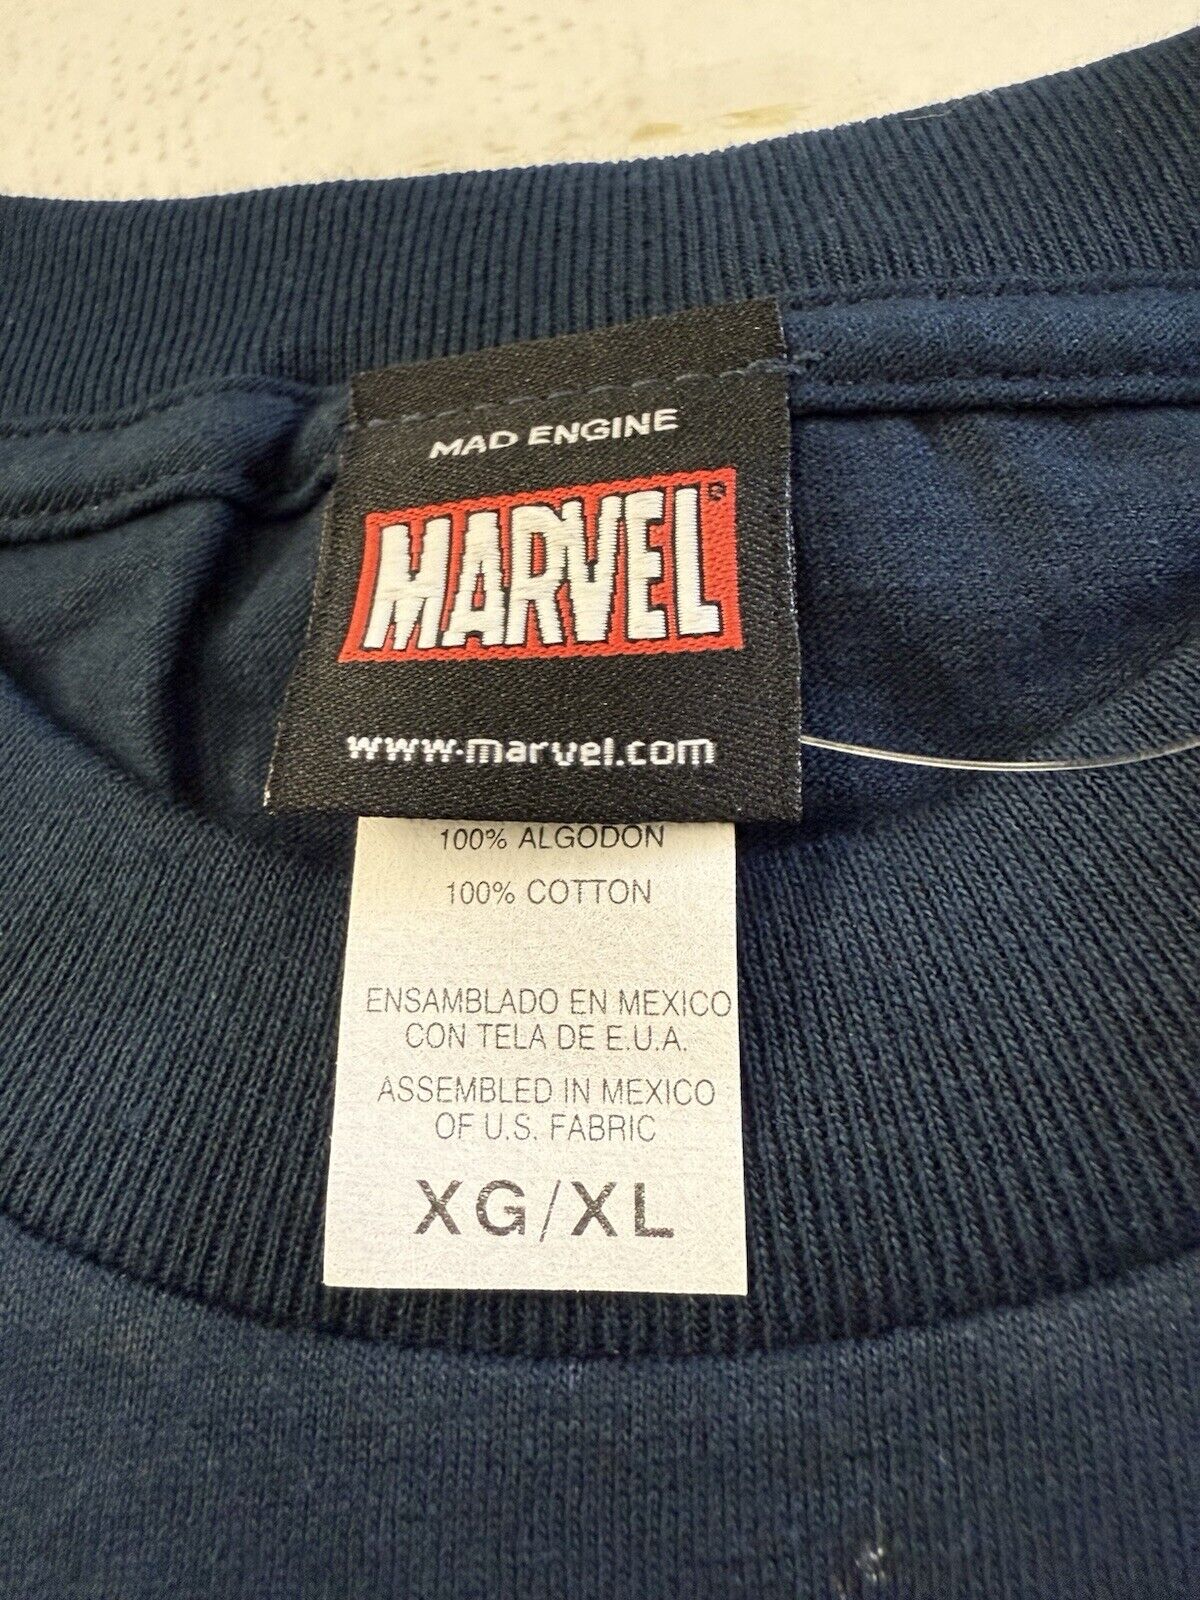 MAD ENGINE
MARVEL®
www.marvel.com
100% ALGODON
100% COTTON
ENSAMBLADO EN MEXICO
CON TELA DE E.U.A.
ASSEMBLED IN MEXICO
OF U.S. FABRIC
XG/XL